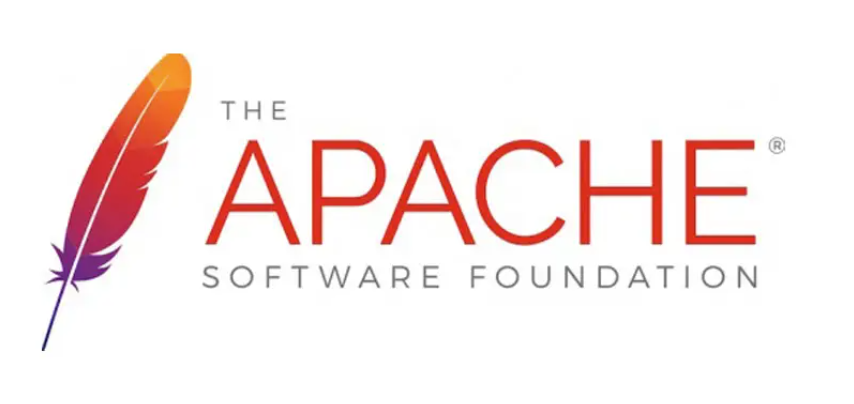 THE
APACHE®
SOFTWARE FOUNDATION